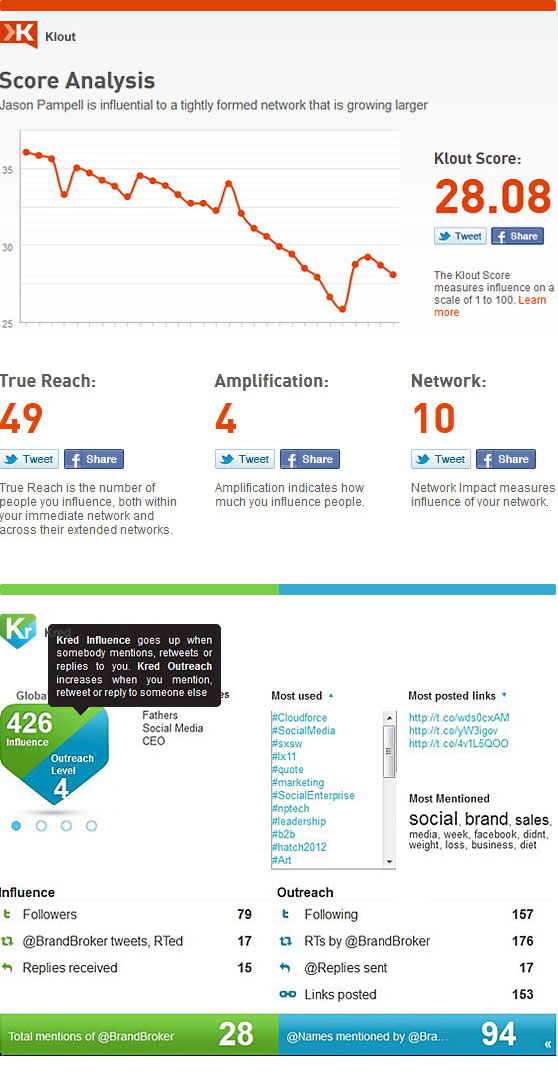 K
Klout
Score Analysis
Jason Pampell is influential to a tightly formed network that is growing larger
35
30
25
Klout Score:
28.08
Tweet
Share
The Klout Score
measures influence on a
scale of 1 to 100. Learn
more
True Reach:
49
Tweet
Share
True Reach is the number of
people you influence, both within
your immediate network and
across their extended networks.
Amplification:
4
Tweet
Share
Amplification indicates how
much you influence people.
Network:
10
Tweet
Share
Network Impact measures
influence of your network.
Kr
Kred Influence goes up when
somebody mentions, retweets or
replies to you. Kred Outreach
increases when you mention,
retweet or reply to someone else
Global
426
Influence
Outreach
Level
4
Fathers
Social Media
CEO
Most used
#Cloudforce
#SocialMedia
#sxsw
#lx11
#quote
#marketing
#SocialEnterprise
#nptech
#leadership
#b2b
#hatch2012
#Art
Most posted links
http://t.co/wds0cxAM
http://t.co/yW3igov
http://t.co/4v1L5QOO
Most Mentioned
social, brand, sales,
media, week, facebook, didnt,
weight, loss, business, diet
Influence
Followers 79
@BrandBroker tweets, RTed 17
Replies received 15
Outreach
Following 157
RTs by @BrandBroker 176
@Replies sent 17
Links posted 153
Total mentions of @BrandBroker 28
@Names mentioned by @Bra... 94 «